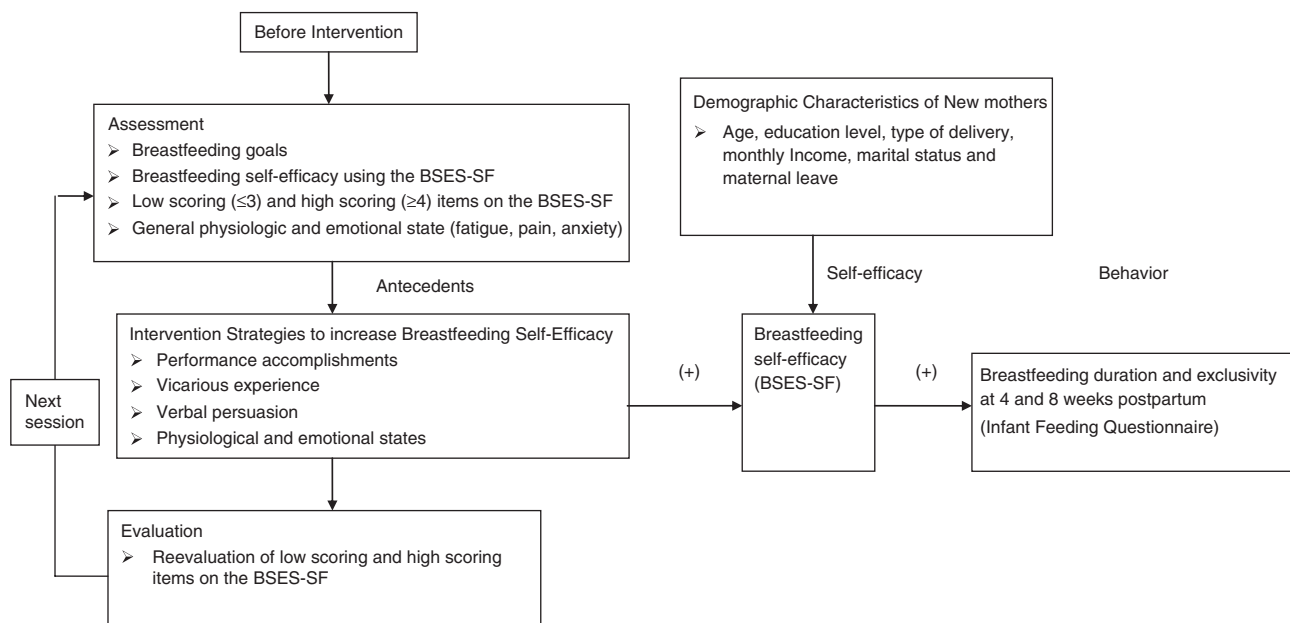 Before Intervention
Assessment
➢ Breastfeeding goals
➢ Breastfeeding self-efficacy using the BSES-SF
➢ Low scoring (≤3) and high scoring (≥4) items on the BSES-SF
➢ General physiologic and emotional state (fatigue, pain, anxiety)
Demographic Characteristics of New mothers
➢ Age, education level, type of delivery,
monthly Income, marital status and
maternal leave
Antecedents
Self-efficacy
Behavior
Intervention Strategies to increase Breastfeeding Self-Efficacy
➢ Performance accomplishments
➢ Vicarious experience
➢ Verbal persuasion
➢ Physiological and emotional states
(+)
Breastfeeding
self-efficacy
(BSES-SF)
(+)
Breastfeeding duration and exclusivity
at 4 and 8 weeks postpartum
(Infant Feeding Questionnaire)
Next
session
Evaluation
➢ Reevaluation of low scoring and high scoring
items on the BSES-SF